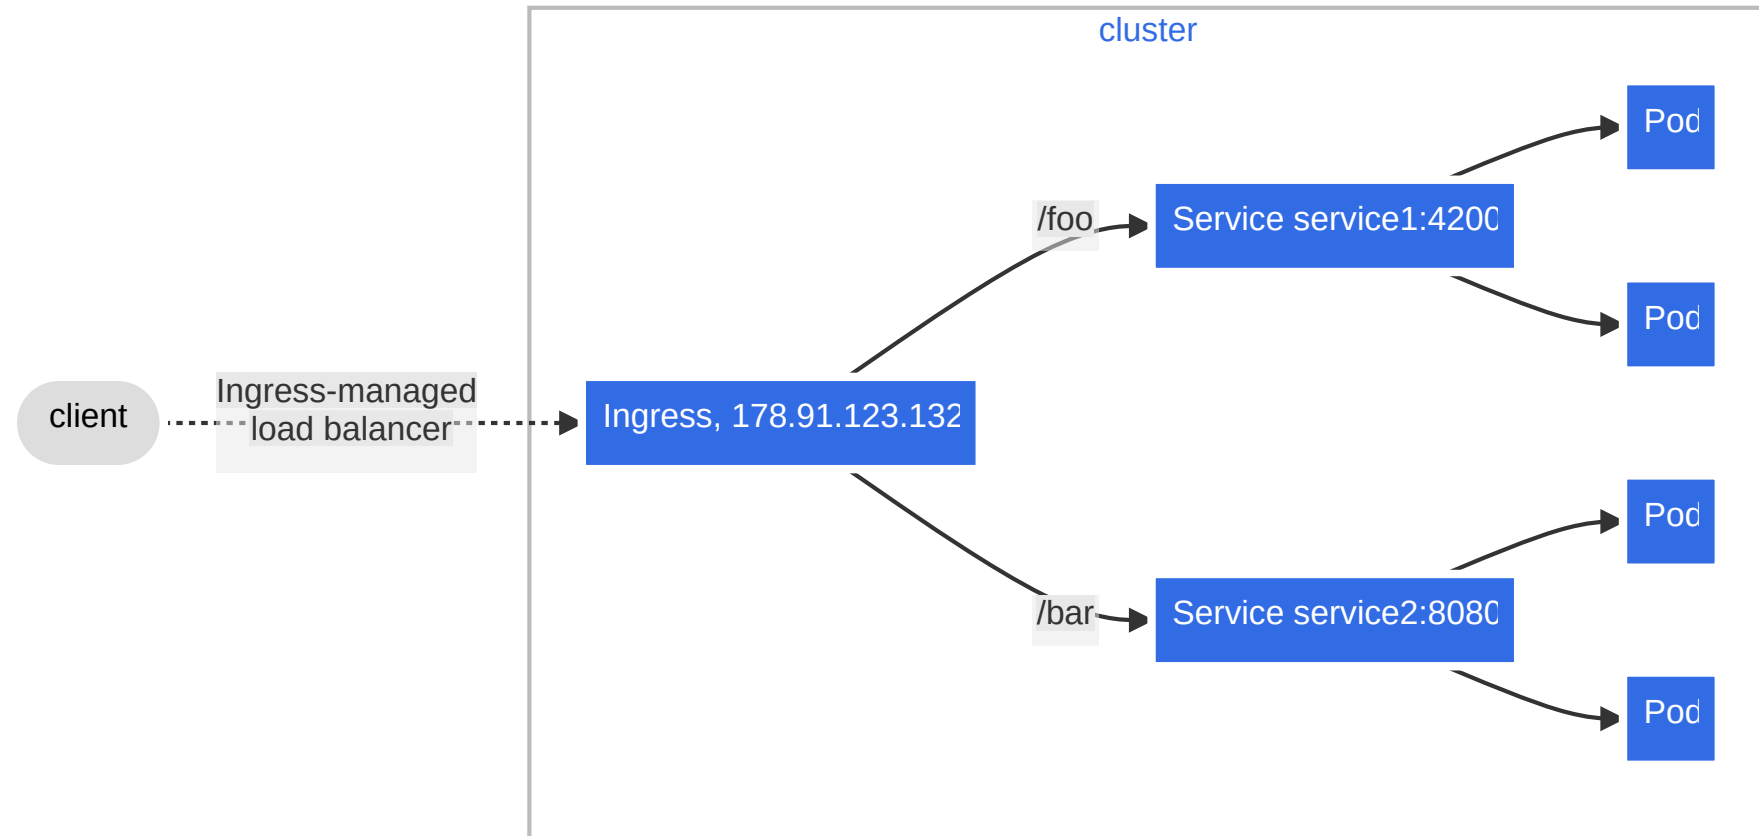 cluster
client
Ingress-managed
load balancer
Ingress, 178.91.123.132
/foo
Service service1:4200
Pod
Pod
/bar
Service service2:8080
Pod
Pod